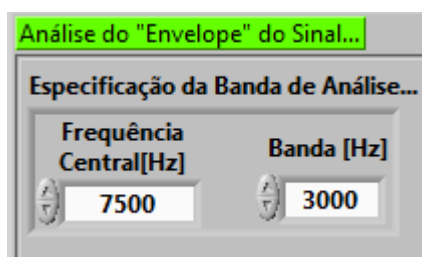 Análise do "Envelope" do Sinal...
Especificação da Banda de Análise...
Frequência
Central[Hz]
Banda [Hz]
7500
3000